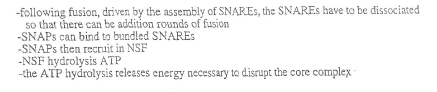 -following fusion, driven by the assembly of SNAREs, the SNAREs have to be dissociated
so that there can be addition rounds of fusion
-SNAPs can bind to bundled SNAREs
-SNAPs then recruit in NSF
-NSF hydrolysis ATP
-the ATP hydrolysis releases energy necessary to disrupt the core complex